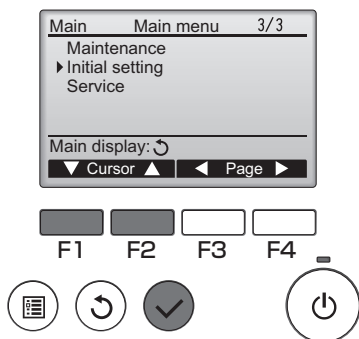 Main Main menu 3/3
Maintenance
Initial setting
Service
Main display:
Cursor Page
F1 F2 F3 F4